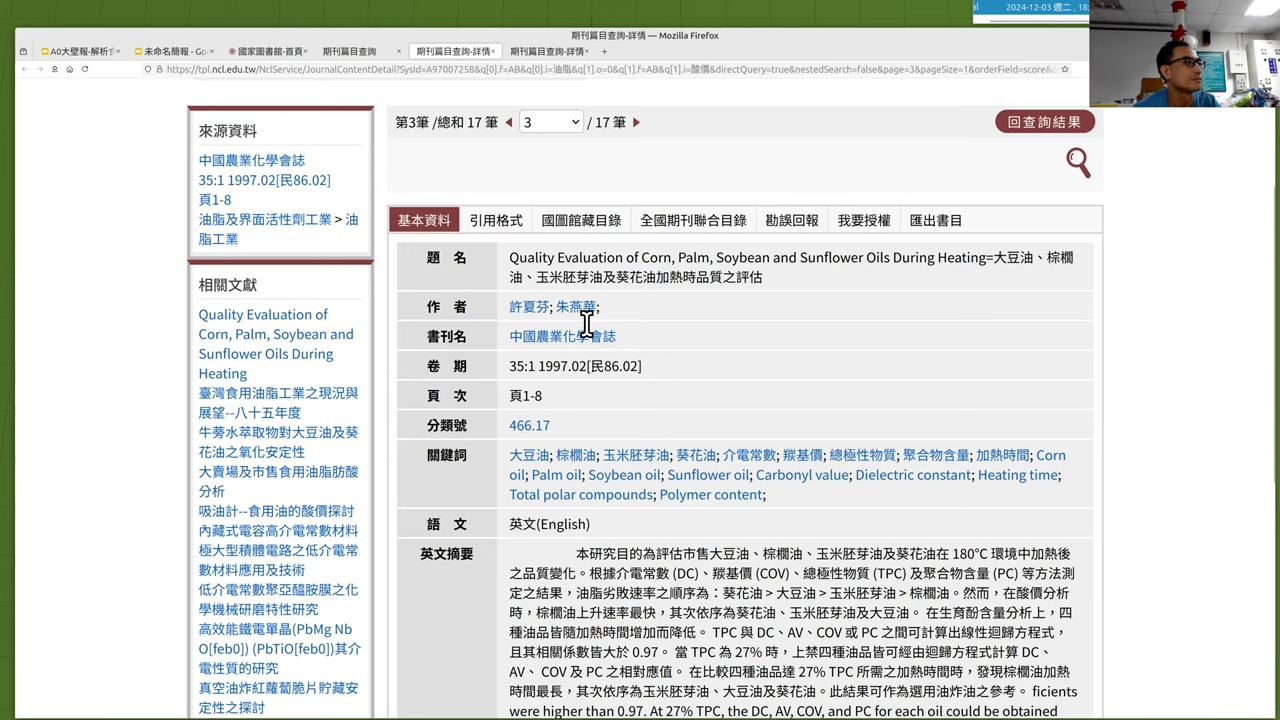 al
2024-12-03 週二 , 18:
期刊篇目查詢-詳情 — Mozilla Firefox
A0大壁報-解析食
未命名簡報 - Goo
國家圖書館-首頁
期刊篇目查詢
期刊篇目查詢-詳情
期刊篇目查詢-詳情
https://tpl.ncl.edu.tw/NclService/JournalContentDetail?SysId=A97007258&q[0].f=AB&q[0].i=油脂&q[1].o=0&q[1].f=AB&q[1].i=酸價&directQuery=true&nestedSearch=false&page=3&pageSize=1&orderField=score&
來源資料
中國農業化學會誌
35:1 1997.02[民86.02]
頁1-8
油脂及界面活性劑工業 > 油
脂工業
相關文獻
Quality Evaluation of
Corn, Palm, Soybean and
Sunflower Oils During
Heating
臺灣食用油脂工業之現況與
展望--八十五年度
牛蒡水萃取物對大豆油及葵
花油之氧化安定性
大賣場及市售食用油脂肪酸
分析
吸油計--食用油的酸價探討
內藏式電容高介電常數材料
極大型積體電路之低介電常
數材料應用及技術
低介電常數聚亞醯胺膜之化
學機械研磨特性研究
高效能鐵電單晶(PbMg Nb
O[feb0]) (PbTiO[feb0])其介
電性質的研究
真空油炸紅蘿蔔脆片貯藏安
定性之探討
第3筆 /總和 17 筆 3 / 17 筆
回查詢結果
基本資料 引用格式 國圖館藏目錄 全國期刊聯合目錄 勘誤回報 我要授權 匯出書目
題 名 Quality Evaluation of Corn, Palm, Soybean and Sunflower Oils During Heating=大豆油、棕櫚
油、玉米胚芽油及葵花油加熱時品質之評估
作 者 許夏芬; 朱燕華;
書刊名 中國農業化學會誌
卷 期 35:1 1997.02[民86.02]
頁 次 頁1-8
分類號 466.17
關鍵詞 大豆油; 棕櫚油; 玉米胚芽油; 葵花油; 介電常數; 羰基價; 總極性物質; 聚合物含量; 加熱時間; Corn
oil; Palm oil; Soybean oil; Sunflower oil; Carbonyl value; Dielectric constant; Heating time;
Total polar compounds; Polymer content;
語 文 英文(English)
英文摘要 本研究目的為評估市售大豆油、棕櫚油、玉米胚芽油及葵花油在 180°C 環境中加熱後
之品質變化。根據介電常數 (DC)、羰基價 (COV)、總極性物質 (TPC) 及聚合物含量 (PC) 等方法測
定之結果，油脂劣敗速率之順序為：葵花油 > 大豆油 > 玉米胚芽油 > 棕櫚油。然而，在酸價分析
時，棕櫚油上升速率最快，其次依序為葵花油、玉米胚芽油及大豆油。 在生育酚含量分析上，四
種油品皆隨加熱時間增加而降低。 TPC 與 DC、AV、COV 或 PC 之間可計算出線性迴歸方程式，
且其相關係數皆大於 0.97。 當 TPC 為 27% 時，上禁四種油品皆可經由迴歸方程式計算 DC、
AV、 COV 及 PC 之相對應值。 在比較四種油品達 27% TPC 所需之加熱時間時，發現棕櫚油加熱
時間最長，其次依序為玉米胚芽油、大豆油及葵花油。此結果可作為選用油炸油之參考。 ficients
were higher than 0.97. At 27% TPC, the DC, AV, COV, and PC for each oil could be obtained